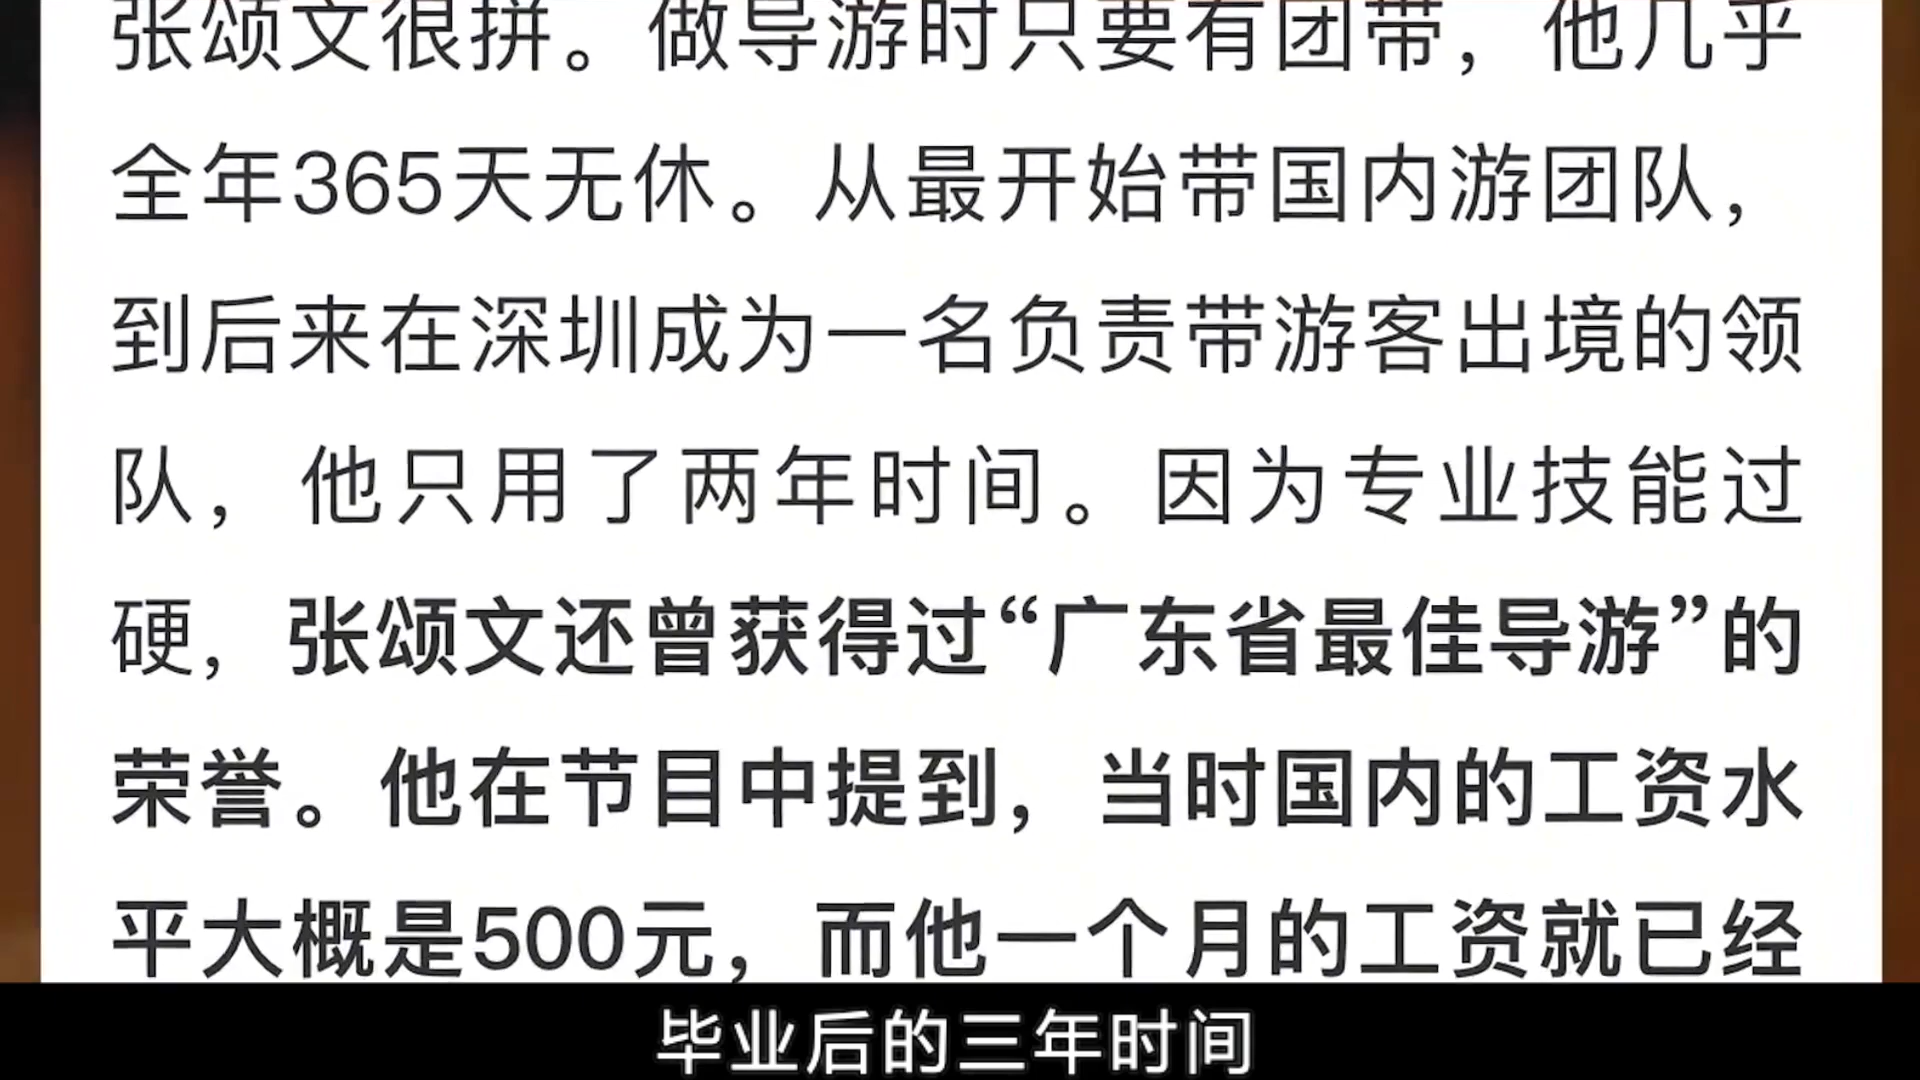 张颂文很拼。做导游时只要有团带，他几乎
全年365天无休。从最开始带国内游团队，
到后来在深圳成为一名负责带游客出境的领
队，他只用了两年时间。因为专业技能过
硬，张颂文还曾获得过“广东省最佳导游”的
荣誉。他在节目中提到，当时国内的工资水
平大概是500元，而他一个月的工资就已经
毕业后的三年时间